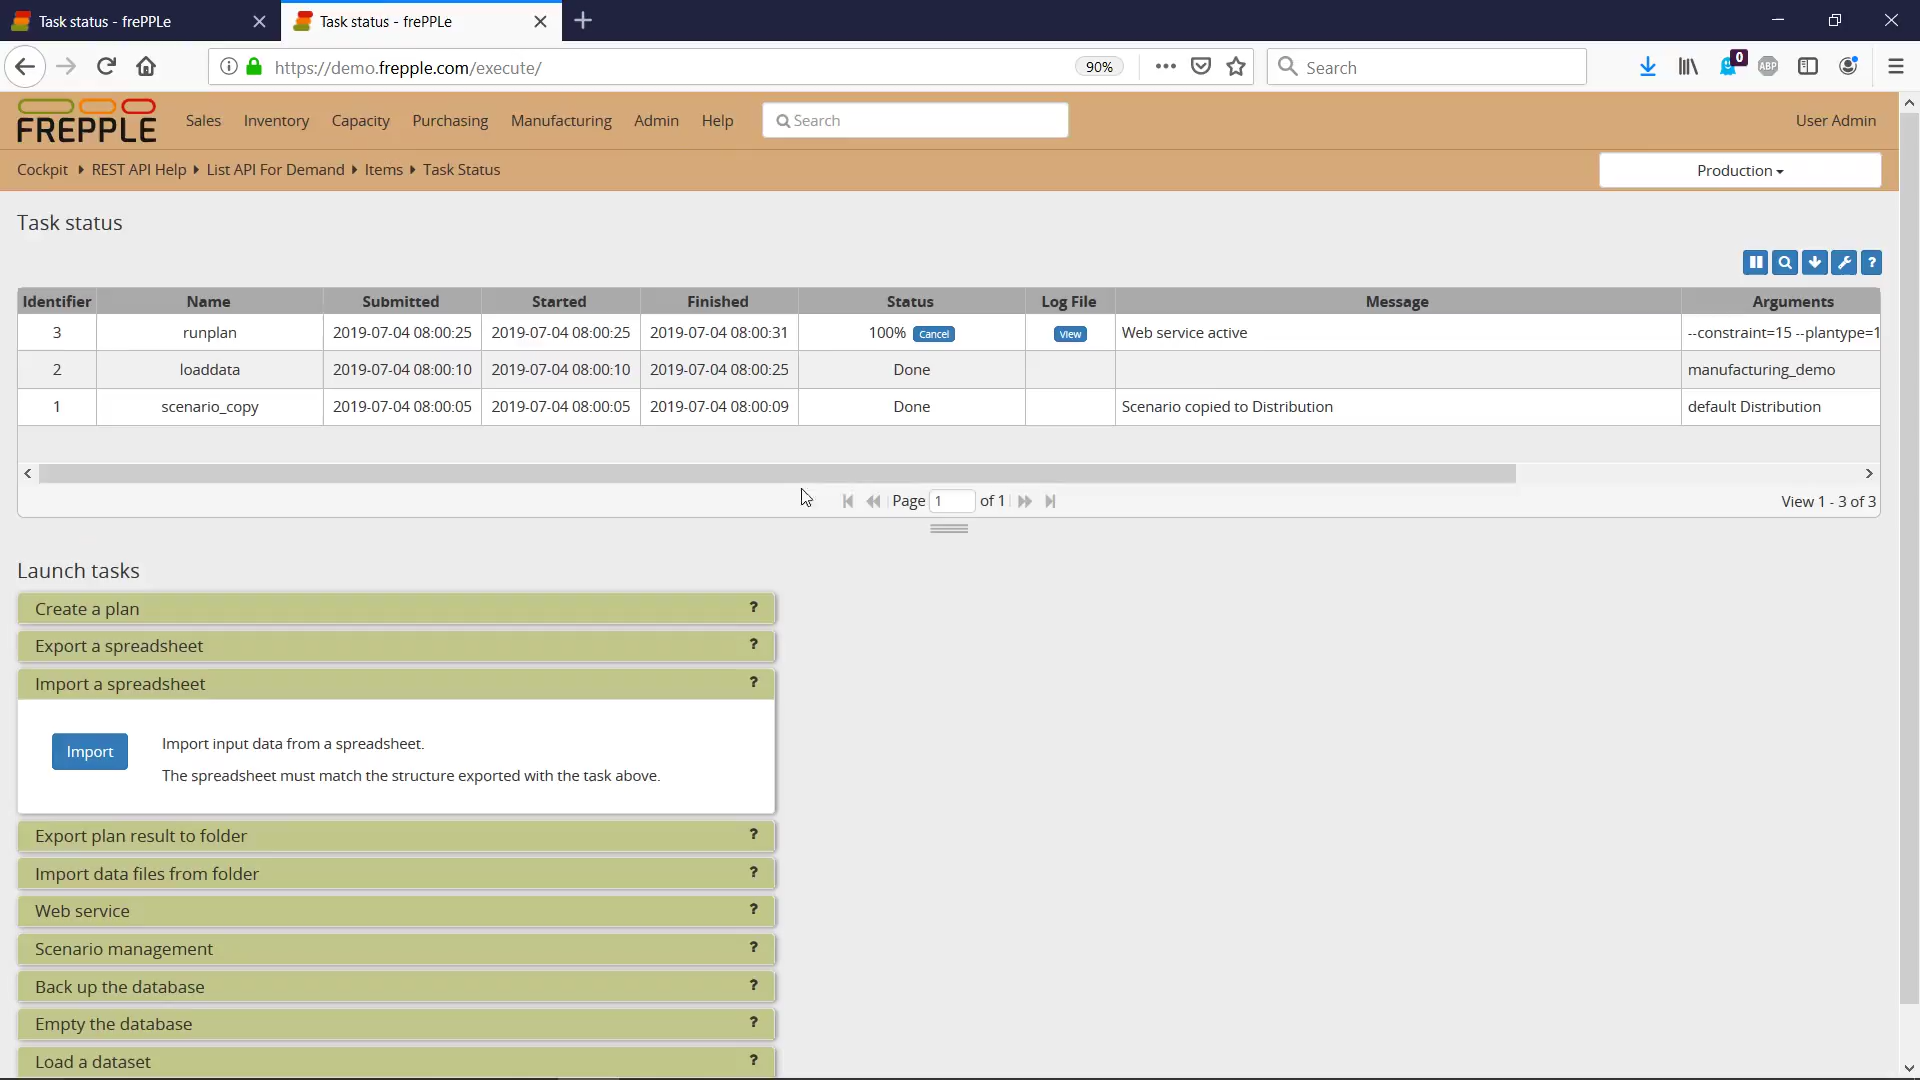 Task status - frePPLe
Task status - frePPLe
https://demo.frepple.com/execute/
90%
Search
0
ABP
FREPPLE
Sales Inventory Capacity Purchasing Manufacturing Admin Help
Search
User Admin
Cockpit REST API Help List API For Demand Items Task Status
Production
Task status
?
Identifier Name Submitted Started Finished Status Log File Message Arguments
3 runplan 2019-07-04 08:00:25 2019-07-04 08:00:25 2019-07-04 08:00:31 100% Cancel View Web service active --constraint=15 --plantype=1
2 loaddata 2019-07-04 08:00:10 2019-07-04 08:00:10 2019-07-04 08:00:25 Done manufacturing_demo
1 scenario_copy 2019-07-04 08:00:05 2019-07-04 08:00:05 2019-07-04 08:00:09 Done Scenario copied to Distribution default Distribution
Page 1 of 1
View 1 - 3 of 3
Launch tasks
Create a plan ?
Export a spreadsheet ?
Import a spreadsheet ?
Import
Import input data from a spreadsheet.
The spreadsheet must match the structure exported with the task above.
Export plan result to folder ?
Import data files from folder ?
Web service ?
Scenario management ?
Back up the database ?
Empty the database ?
Load a dataset ?